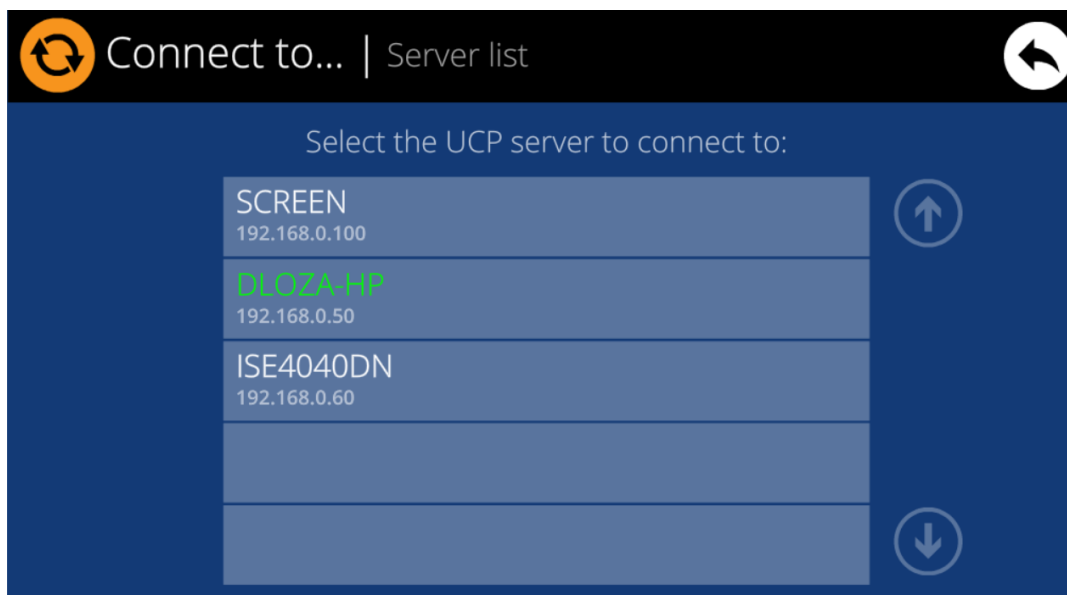 Connect to... | Server list
Select the UCP server to connect to:
SCREEN
192.168.0.100
DLOZA-HP
192.168.0.50
ISE4040DN
192.168.0.60